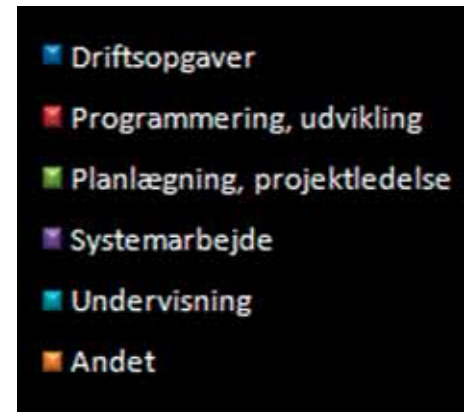 Driftsopgaver
Programmering, udvikling
Planlægning, projektledelse
Systemarbejde
Undervisning
Andet